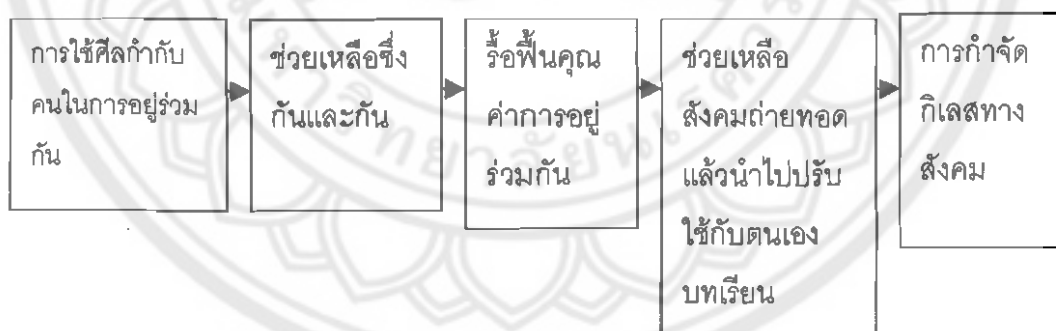 การใช้ศีลกำกับ
คนในการอยู่ร่วม
กัน
ช่วยเหลือซึ่ง
กันและกัน
รื้อฟื้นคุณ
ค่าการอยู่
ร่วมกัน
ช่วยเหลือ
สังคมถ่ายทอด
แล้วนำไปปรับ
ใช้กับตนเอง
บทเรียน
การกำจัด
กิเลสทาง
สังคม